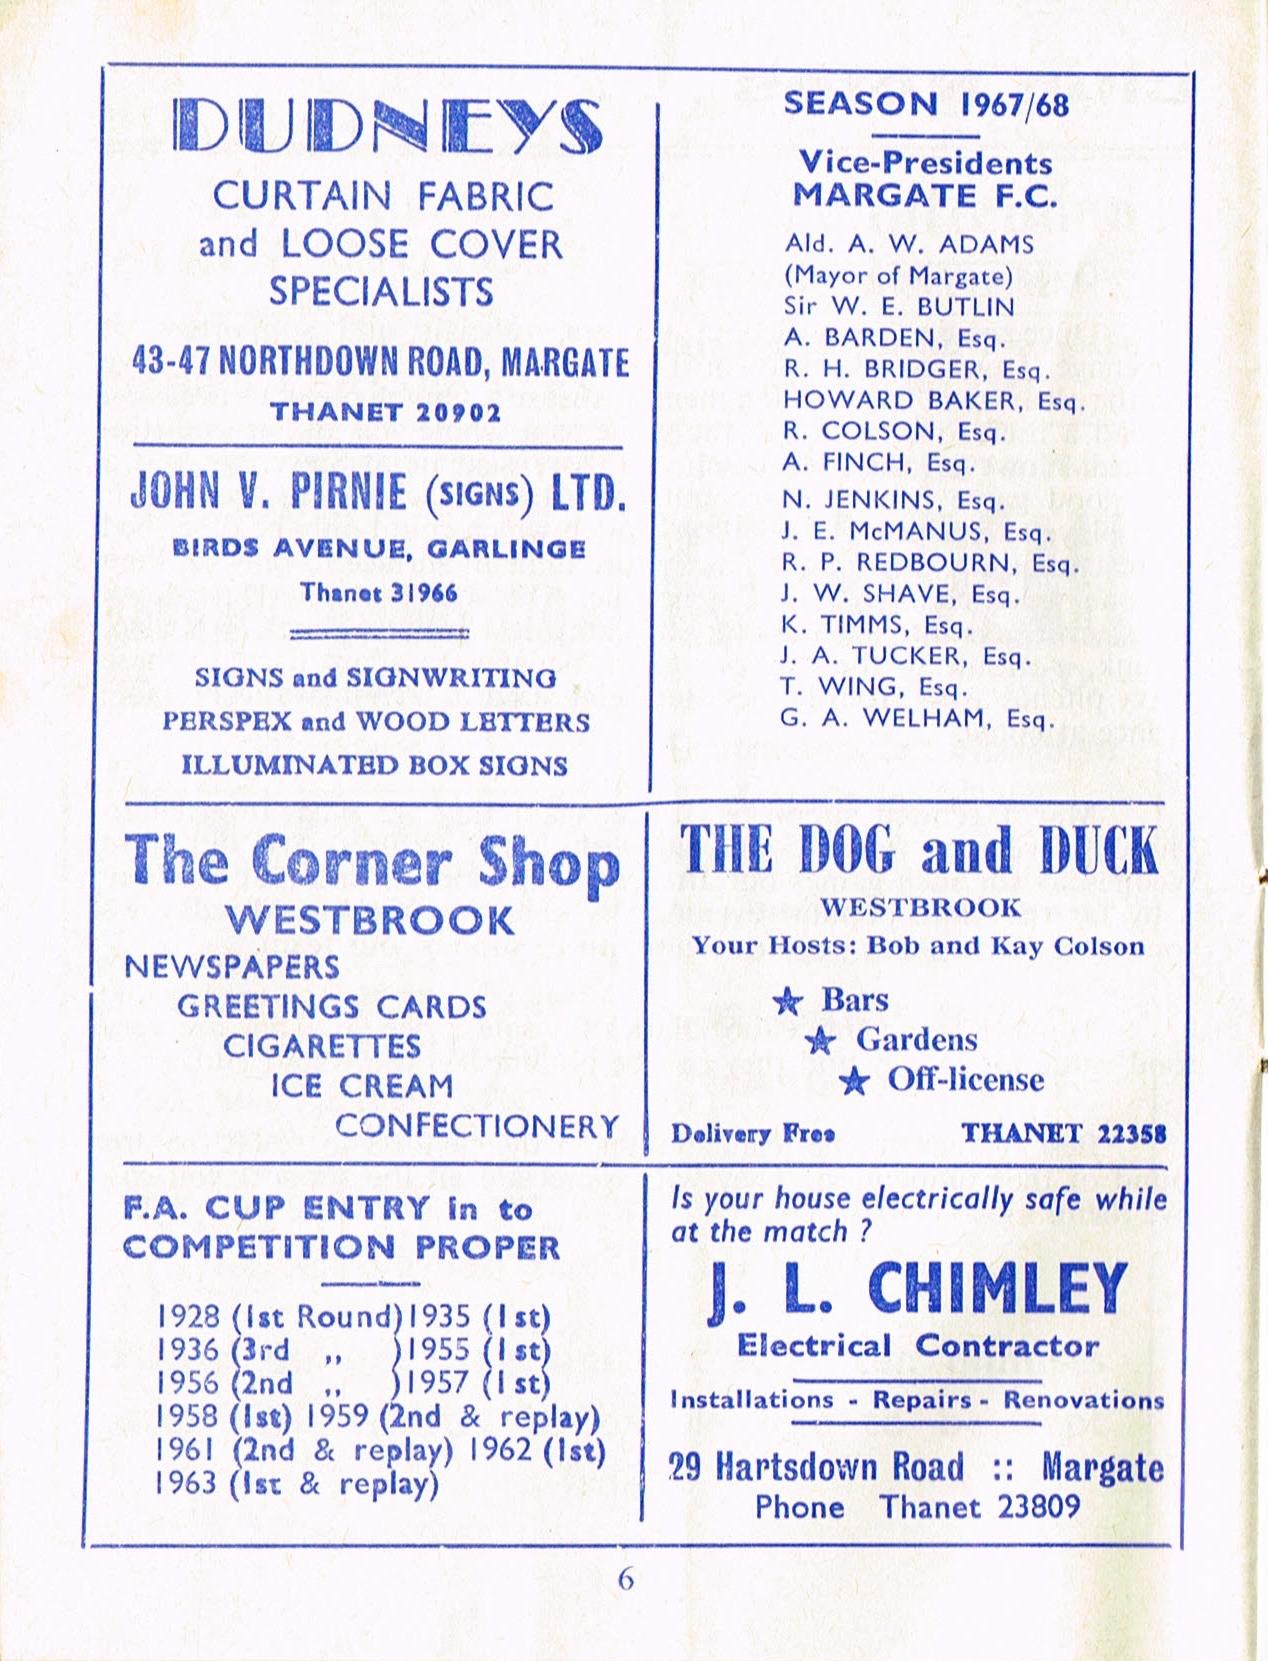 DUDNEYS
CURTAIN FABRIC
and LOOSE COVER
SPECIALISTS
43-47 NORTHDOWN ROAD, MARGATE
THANET 20902
JOHN V. PIRNIE (SIGNS) LTD.
BIRDS AVENUE, GARLINGE
Thanet 31966
SIGNS and SIGNWRITING
PERSPEX and WOOD LETTERS
ILLUMINATED BOX SIGNS
SEASON 1967/68
Vice-Presidents
MARGATE F.C.
Ald. A. W. ADAMS
(Mayor of Margate)
Sir W. E. BUTLIN
A. BARDEN, Esq.
R. H. BRIDGER, Esq.
HOWARD BAKER, Esq.
R. COLSON, Esq.
A. FINCH, Esq.
N. JENKINS, Esq.
J. E. McMANUS, Esq.
R. P. REDBOURN, Esq.
J. W. SHAVE, Esq.
K. TIMMS, Esq.
J. A. TUCKER, Esq.
T. WING, Esq.
G. A. WELHAM, Esq.
The Corner Shop
WESTBROOK
NEWSPAPERS
GREETINGS CARDS
CIGARETTES
ICE CREAM
CONFECTIONERY
THE DOG and DUCK
WESTBROOK
Your Hosts: Bob and Kay Colson
★ Bars
★ Gardens
★ Off-license
Delivery Free THANET 22358
F.A. CUP ENTRY in to
COMPETITION PROPER
1928 (1st Round) 1935 (1st)
1936 (3rd ,, ) 1955 (1st)
1956 (2nd ,, ) 1957 (1st)
1958 (1st) 1959 (2nd & replay)
1961 (2nd & replay) 1962 (1st)
1963 (1st & replay)
Is your house electrically safe while
at the match ?
J. L. CHIMLEY
Electrical Contractor
Installations - Repairs - Renovations
29 Hartsdown Road :: Margate
Phone Thanet 23809
6